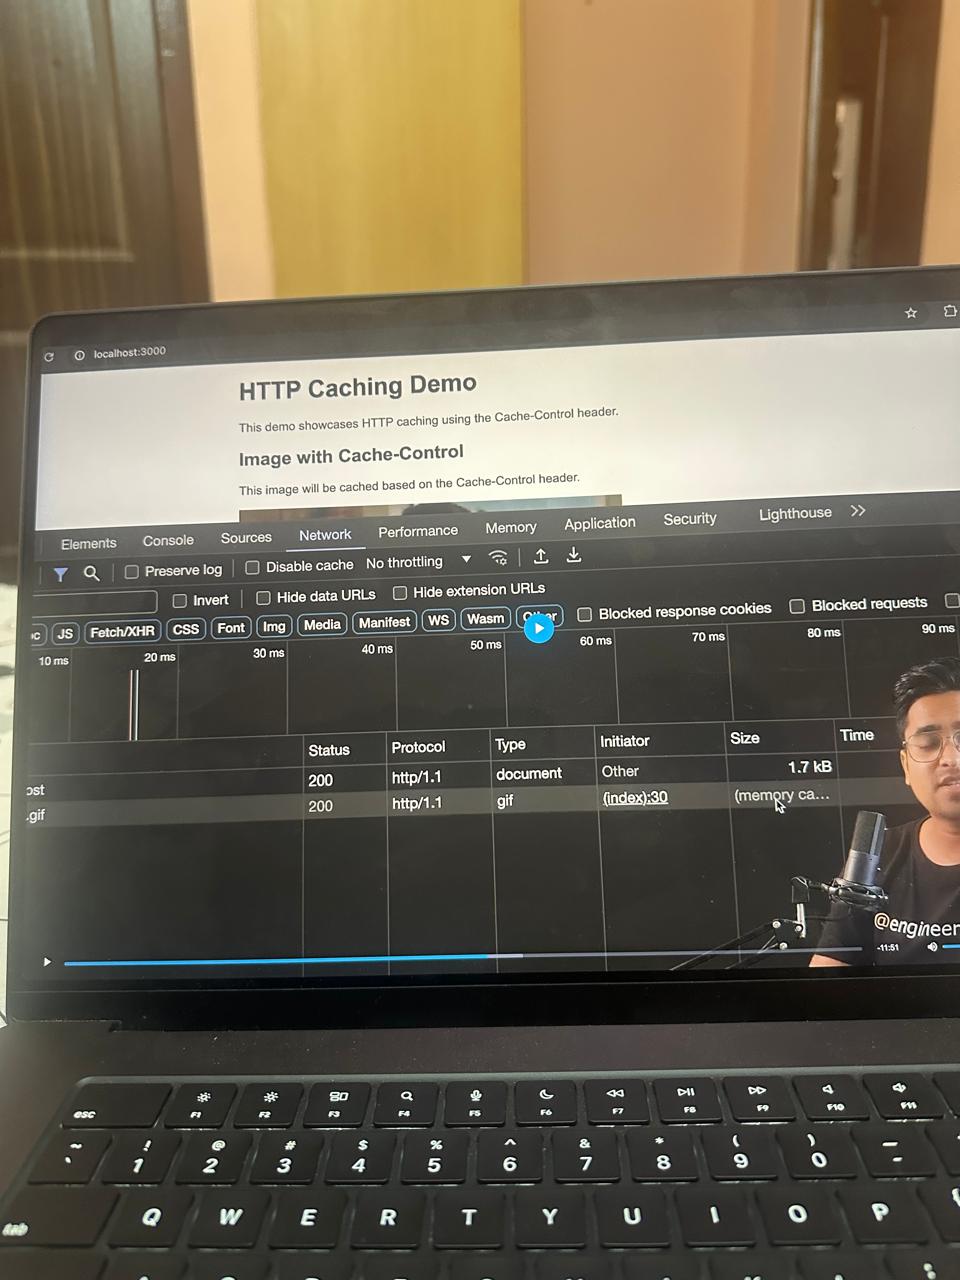 localhost:3000
HTTP Caching Demo
This demo showcases HTTP caching using the Cache-Control header.
Image with Cache-Control
This image will be cached based on the Cache-Control header.
Elements Console Sources Network Performance Memory Application Security Lighthouse
Preserve log Disable cache No throttling
Invert Hide data URLs Hide extension URLs
JS Fetch/XHR CSS Font Img Media Manifest WS Wasm Other Blocked response cookies Blocked requests
10 ms 20 ms 30 ms 40 ms 50 ms 60 ms 70 ms 80 ms 90 ms
Status Protocol Type Initiator Size Time
ost 200 http/1.1 document Other 1.7 kB
.gif 200 http/1.1 gif (index):30 (memory ca...
@engineer
-11:51
esc F1 F2 F3 F4 F5 F6 F7 F8 F9 F10 F11
~ ! @ # $ % ^ & * ( ) –
` 1 2 3 4 5 6 7 8 9 0 -
tab Q W E R T Y U I O P {